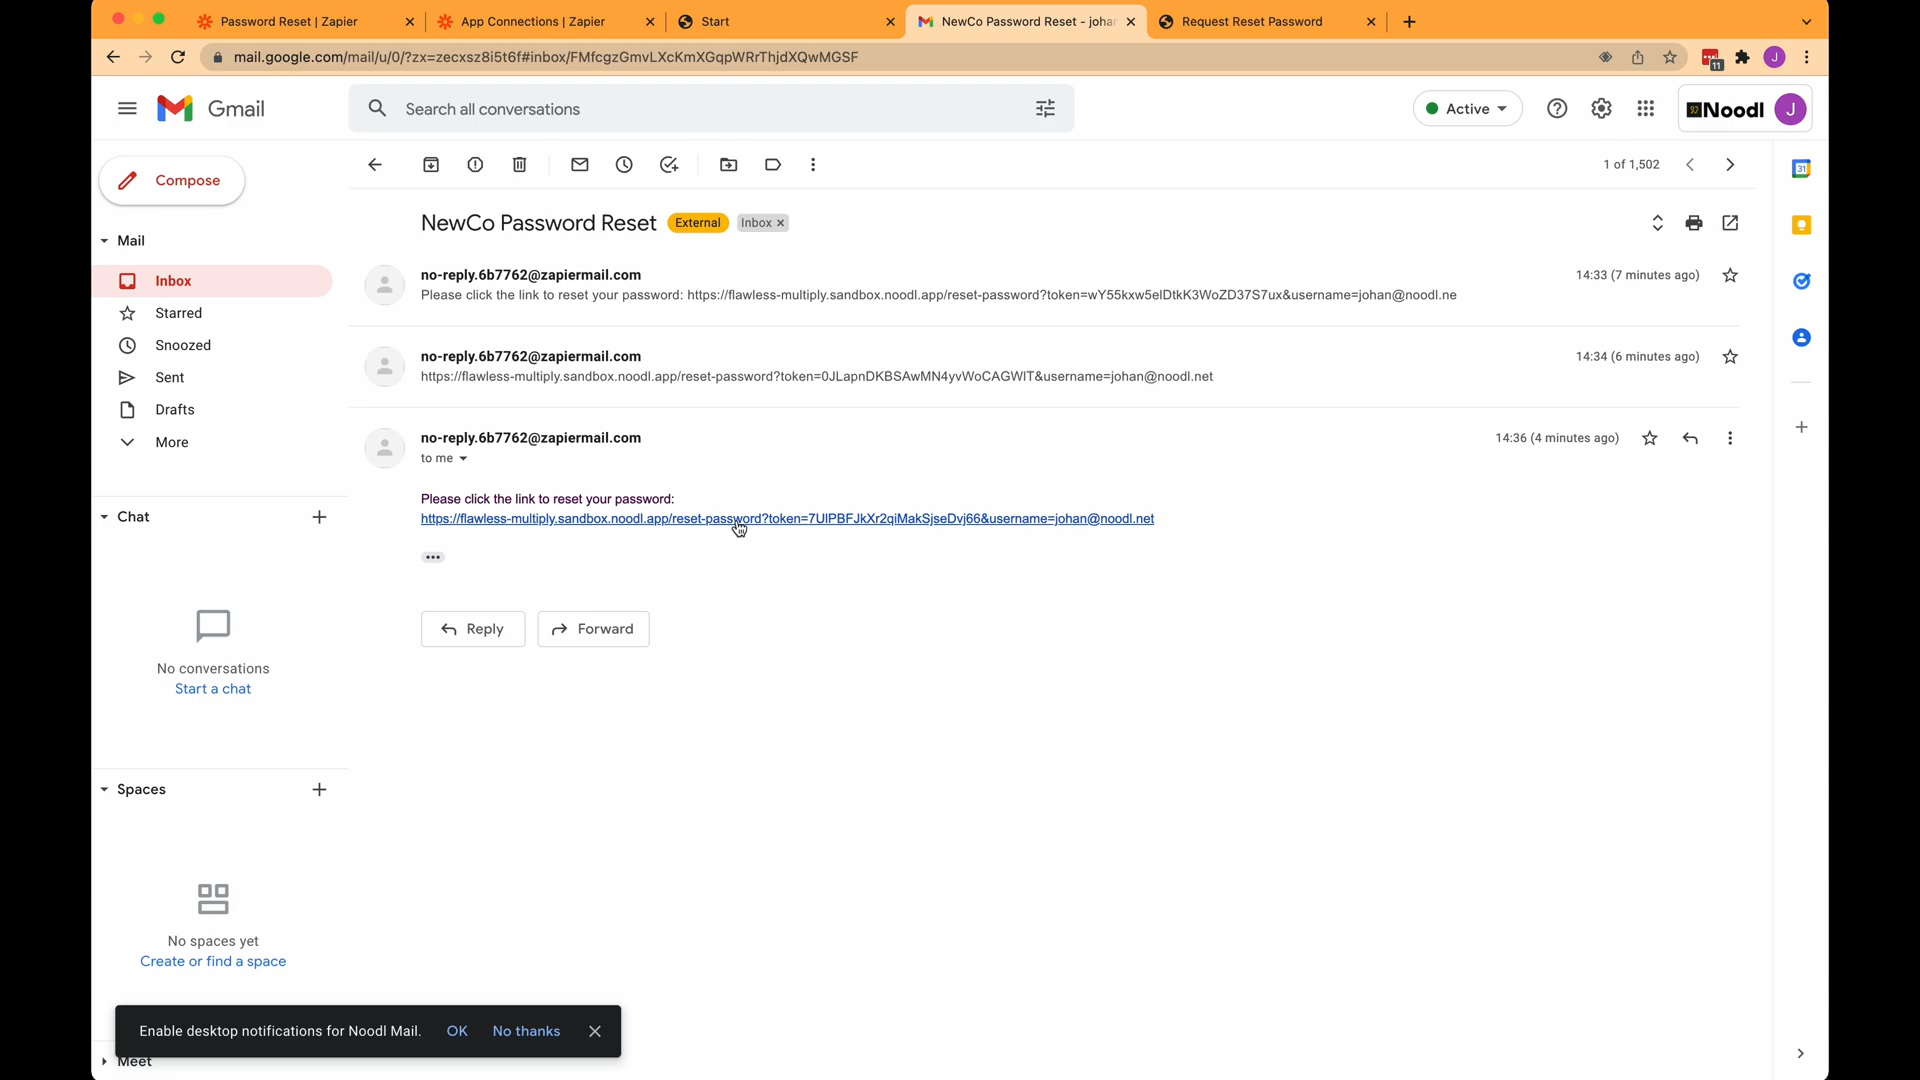 Password Reset | Zapier
App Connections | Zapier
Start
NewCo Password Reset - johan
Request Reset Password
mail.google.com/mail/u/0/?zx=zecxsz8i5t6f#inbox/FMfcgzGmvLXcKmXGqpWRrThjdXQwMGSF
11
J
Gmail
Search all conversations
Active
Noodl
J
Compose
1 of 1,502
31
Mail
NewCo Password Reset
External
Inbox
Inbox
Starred
Snoozed
Sent
Drafts
More
no-reply.6b7762@zapiermail.com
14:33 (7 minutes ago)
Please click the link to reset your password: https://flawless-multiply.sandbox.noodl.app/reset-password?token=wY55kxw5elDtkK3WoZD37S7ux&username=johan@noodl.ne
no-reply.6b7762@zapiermail.com
14:34 (6 minutes ago)
https://flawless-multiply.sandbox.noodl.app/reset-password?token=0JLapnDKBSAwMN4yvWoCAGWIT&username=johan@noodl.net
no-reply.6b7762@zapiermail.com
14:36 (4 minutes ago)
to me
Please click the link to reset your password:
https://flawless-multiply.sandbox.noodl.app/reset-password?token=7UIPBFJkXr2qiMakSjseDvj66&username=johan@noodl.net
Reply
Forward
Chat
No conversations
Start a chat
Spaces
No spaces yet
Create or find a space
Enable desktop notifications for Noodl Mail.
OK
No thanks
Meet